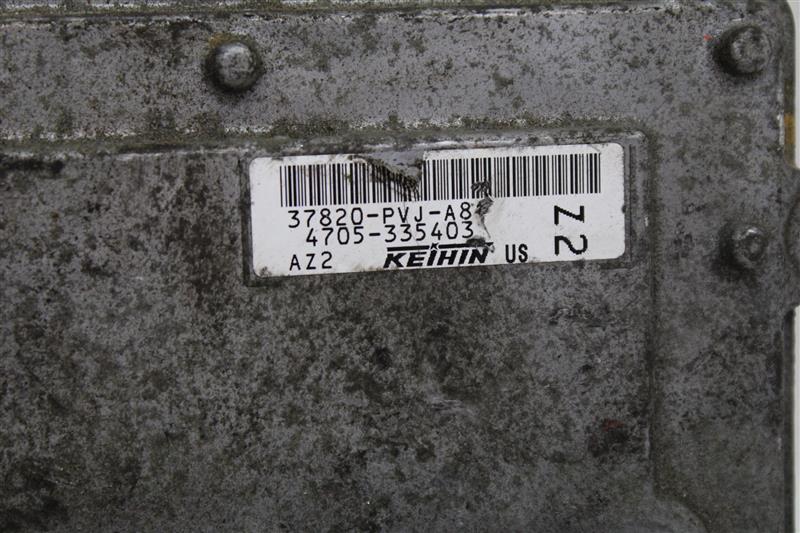 37820-PVJ-A8
4705-335403
AZ2 KEIHIN US
Z2